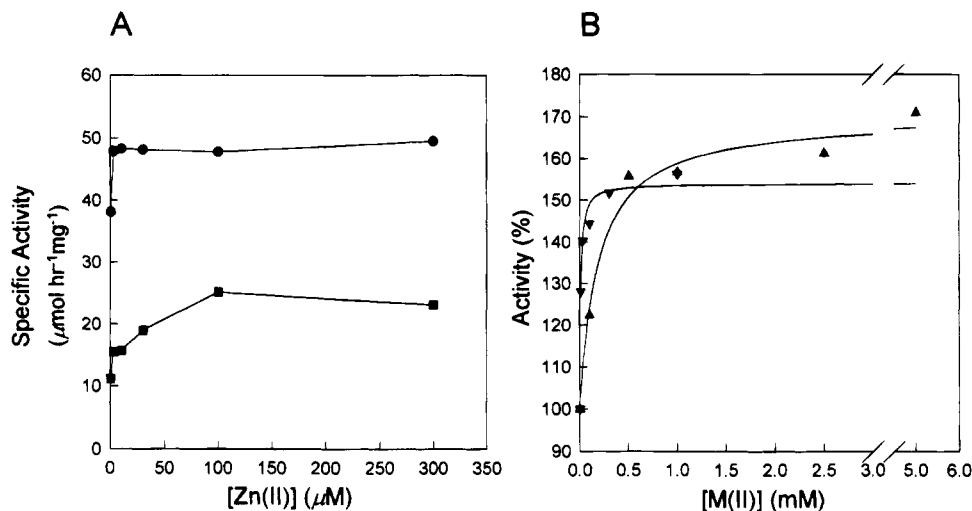 A
B
Specific Activity
(μmol hr⁻¹mg⁻¹)
60
50
40
30
20
10
0
0 50 100 150 200 250 300 350
[Zn(II)] (μM)
Activity (%)
180
170
160
150
140
130
120
110
100
90
0.0 0.5 1.0 1.5 2.0 2.5 3.0 5.0 6.0
[M(II)] (mM)